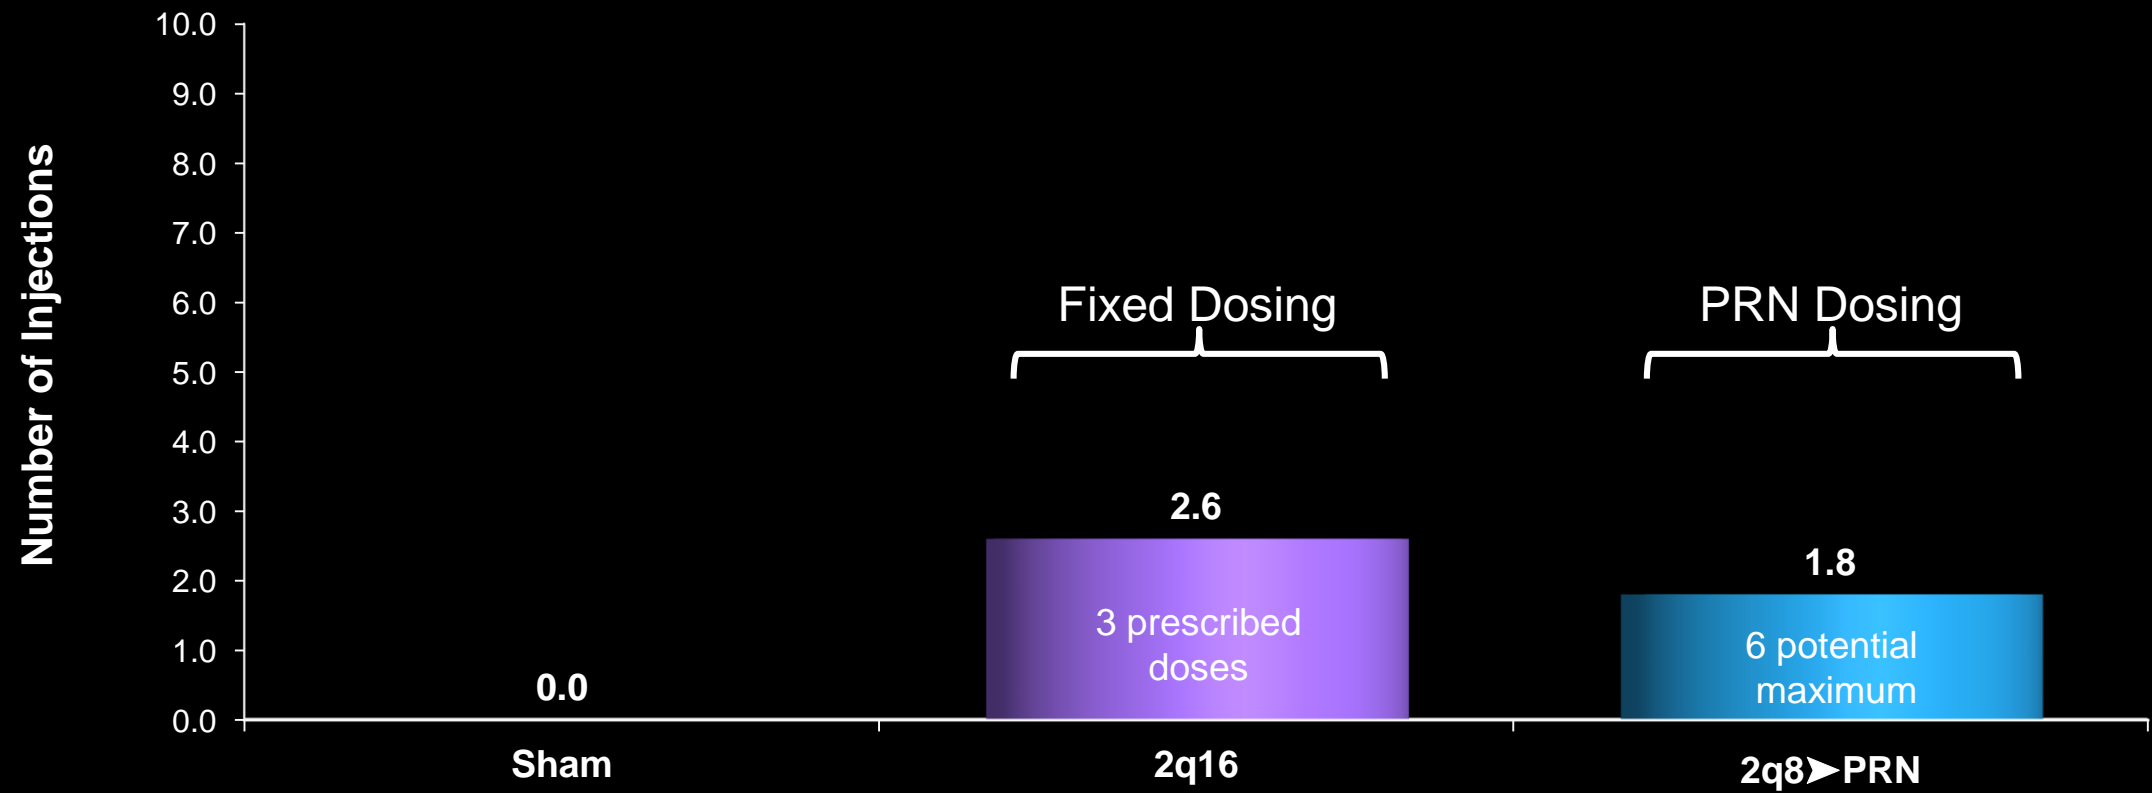 10.0
9.0
8.0
7.0
6.0
5.0
4.0
3.0
2.0
1.0
0.0
Number of Injections
Fixed Dosing
PRN Dosing
0.0
2.6
1.8
3 prescribed
doses
6 potential
maximum
Sham
2q16
2q8➤PRN